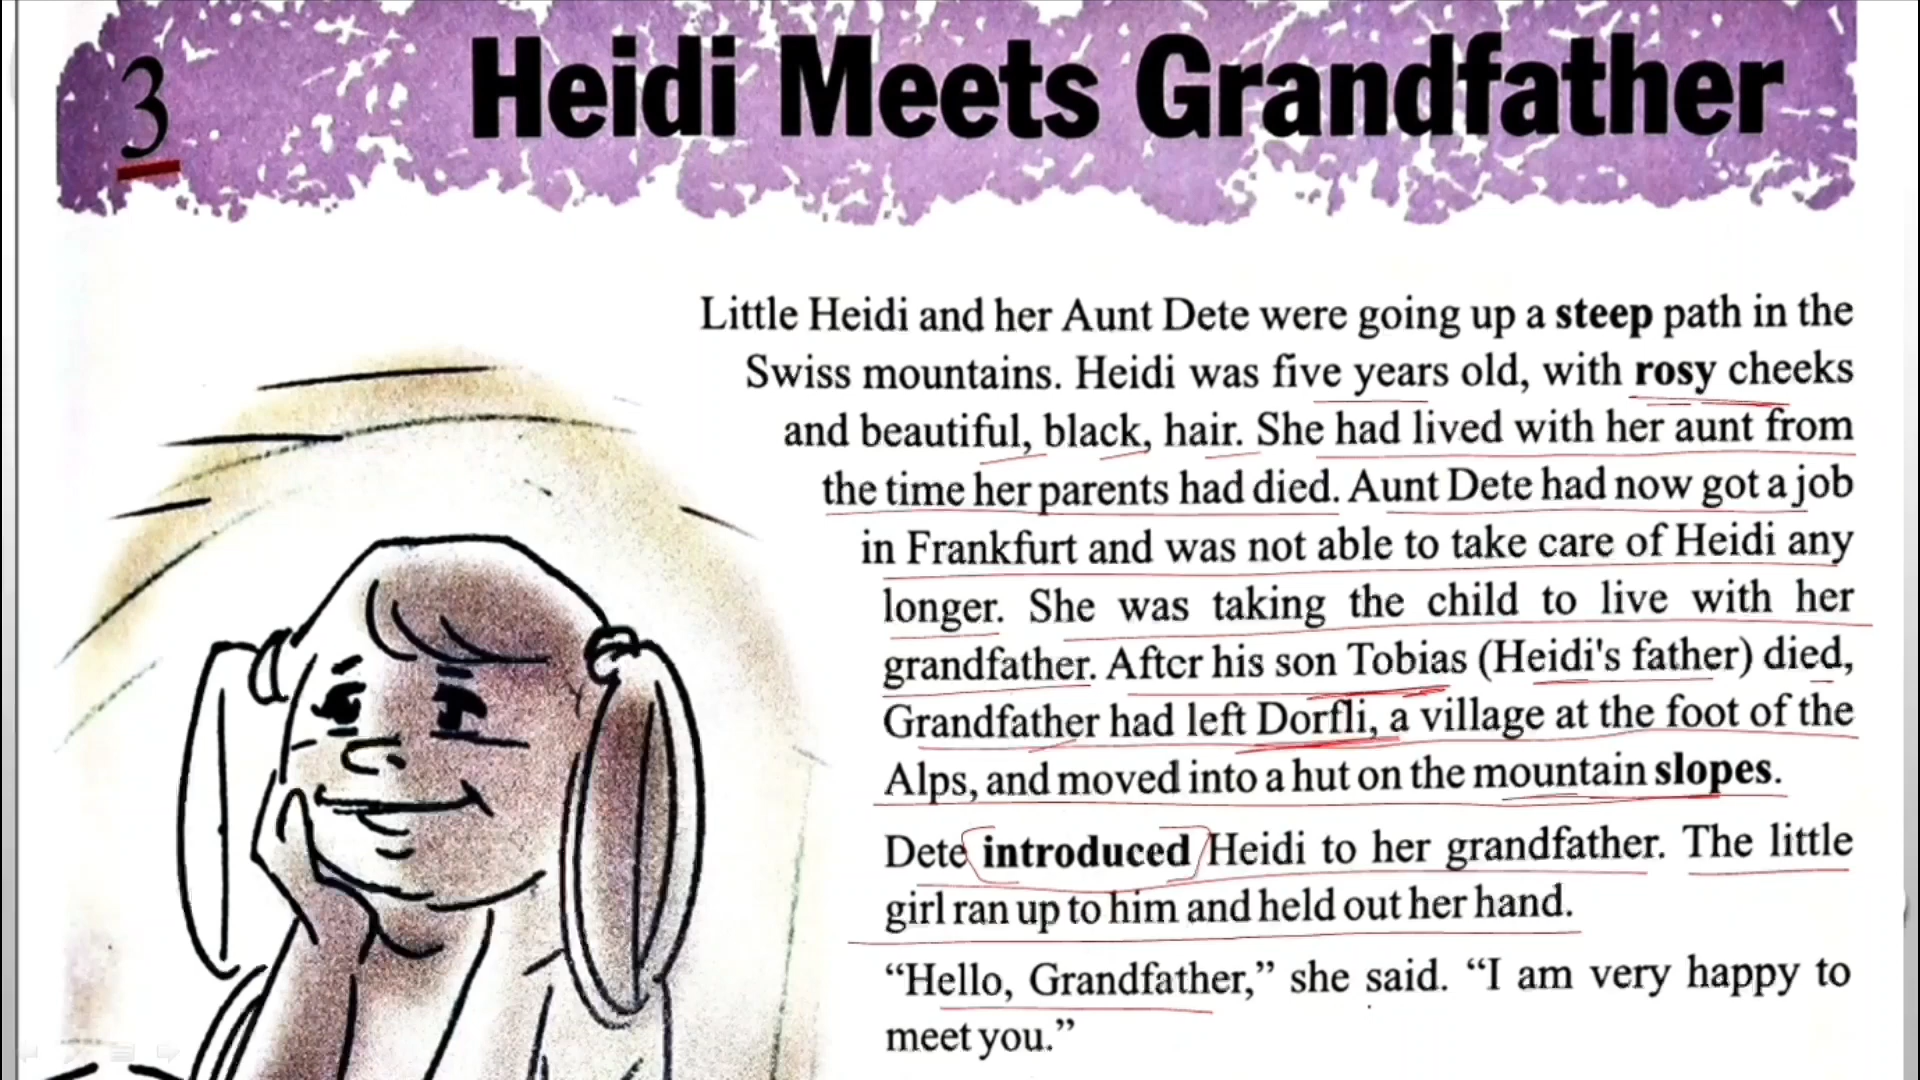 3
Heidi Meets Grandfather
Little Heidi and her Aunt Dete were going up a steep path in the
Swiss mountains. Heidi was five years old, with rosy cheeks
and beautiful, black, hair. She had lived with her aunt from
the time her parents had died. Aunt Dete had now got a job
in Frankfurt and was not able to take care of Heidi any
longer. She was taking the child to live with her
grandfather. After his son Tobias (Heidi's father) died,
Grandfather had left Dorfli, a village at the foot of the
Alps, and moved into a hut on the mountain slopes.
Dete introduced Heidi to her grandfather. The little
girl ran up to him and held out her hand.
“Hello, Grandfather,” she said. “I am very happy to
meet you.”